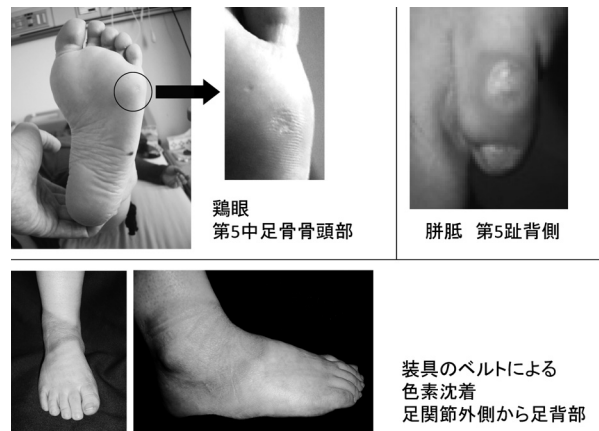 鶏眼
第5中足骨骨頭部
胼胝 第5趾背側
装具のベルトによる
色素沈着
足関節外側から足背部